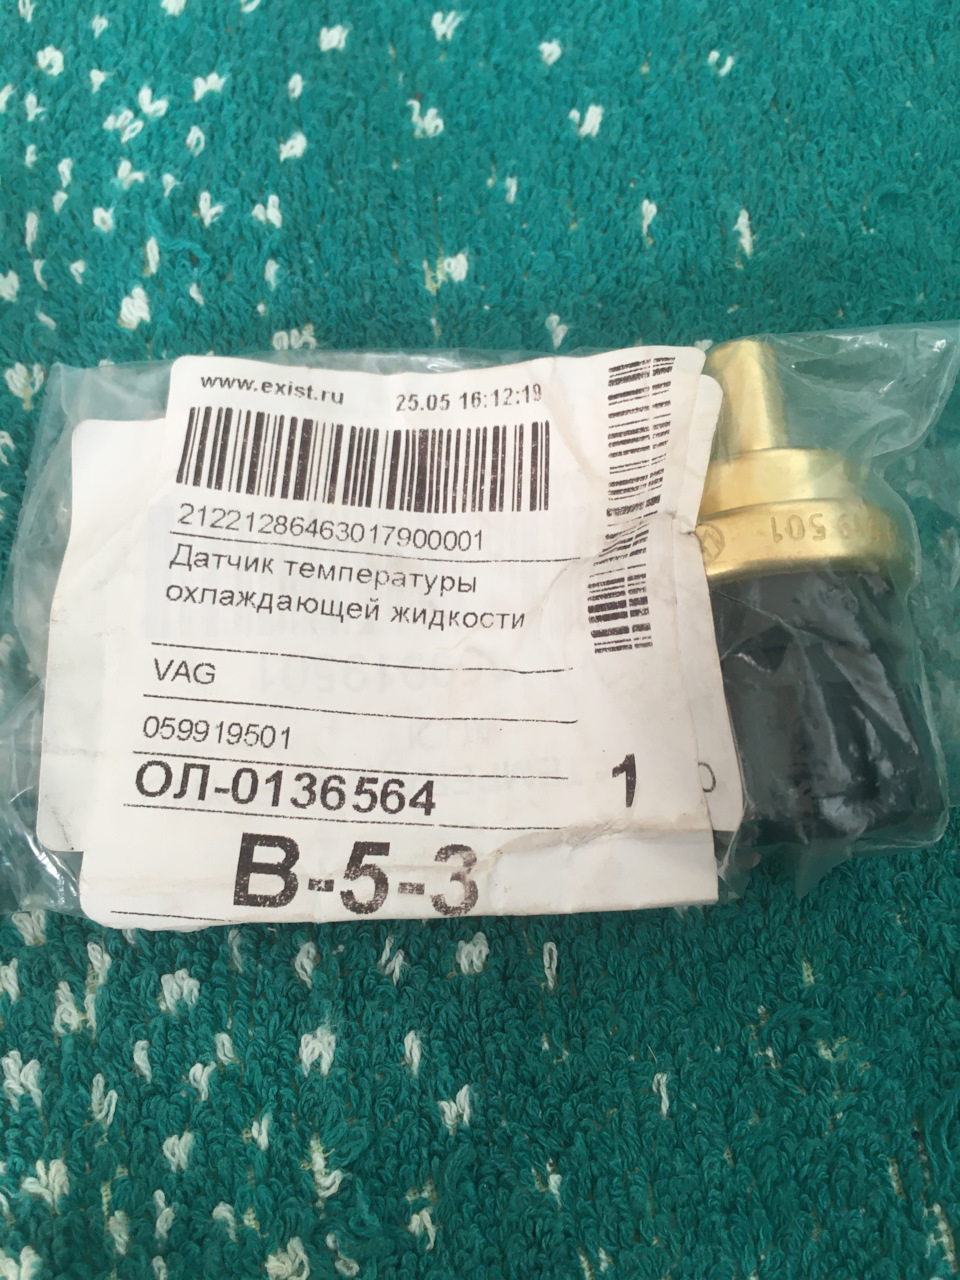 www.exist.ru 25.05 16:12:19
21221286463017900001
Датчик температуры
охлаждающей жидкости
VAG
059919501
ОЛ-0136564 1
В-5-3
501